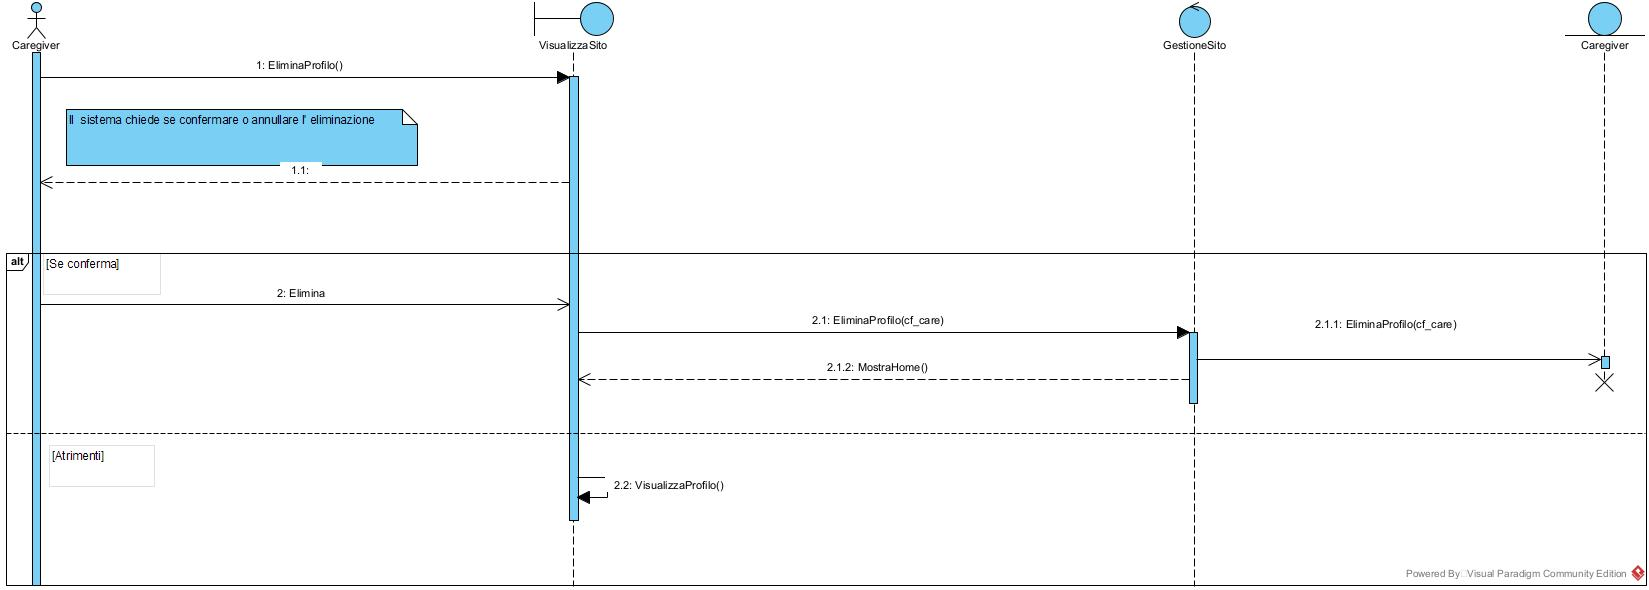 Caregiver
VisualizzaSito
GestioneSito
Caregiver
1: EliminaProfilo()
Il  sistema chiede se confermare o annullare l' eliminazione
1.1:
alt
[Se conferma]
2: Elimina
2.1: EliminaProfilo(cf_care)
2.1.1: EliminaProfilo(cf_care)
2.1.2: MostraHome()
[Atrimenti]
2.2: VisualizzaProfilo()
Powered By Visual Paradigm Community Edition